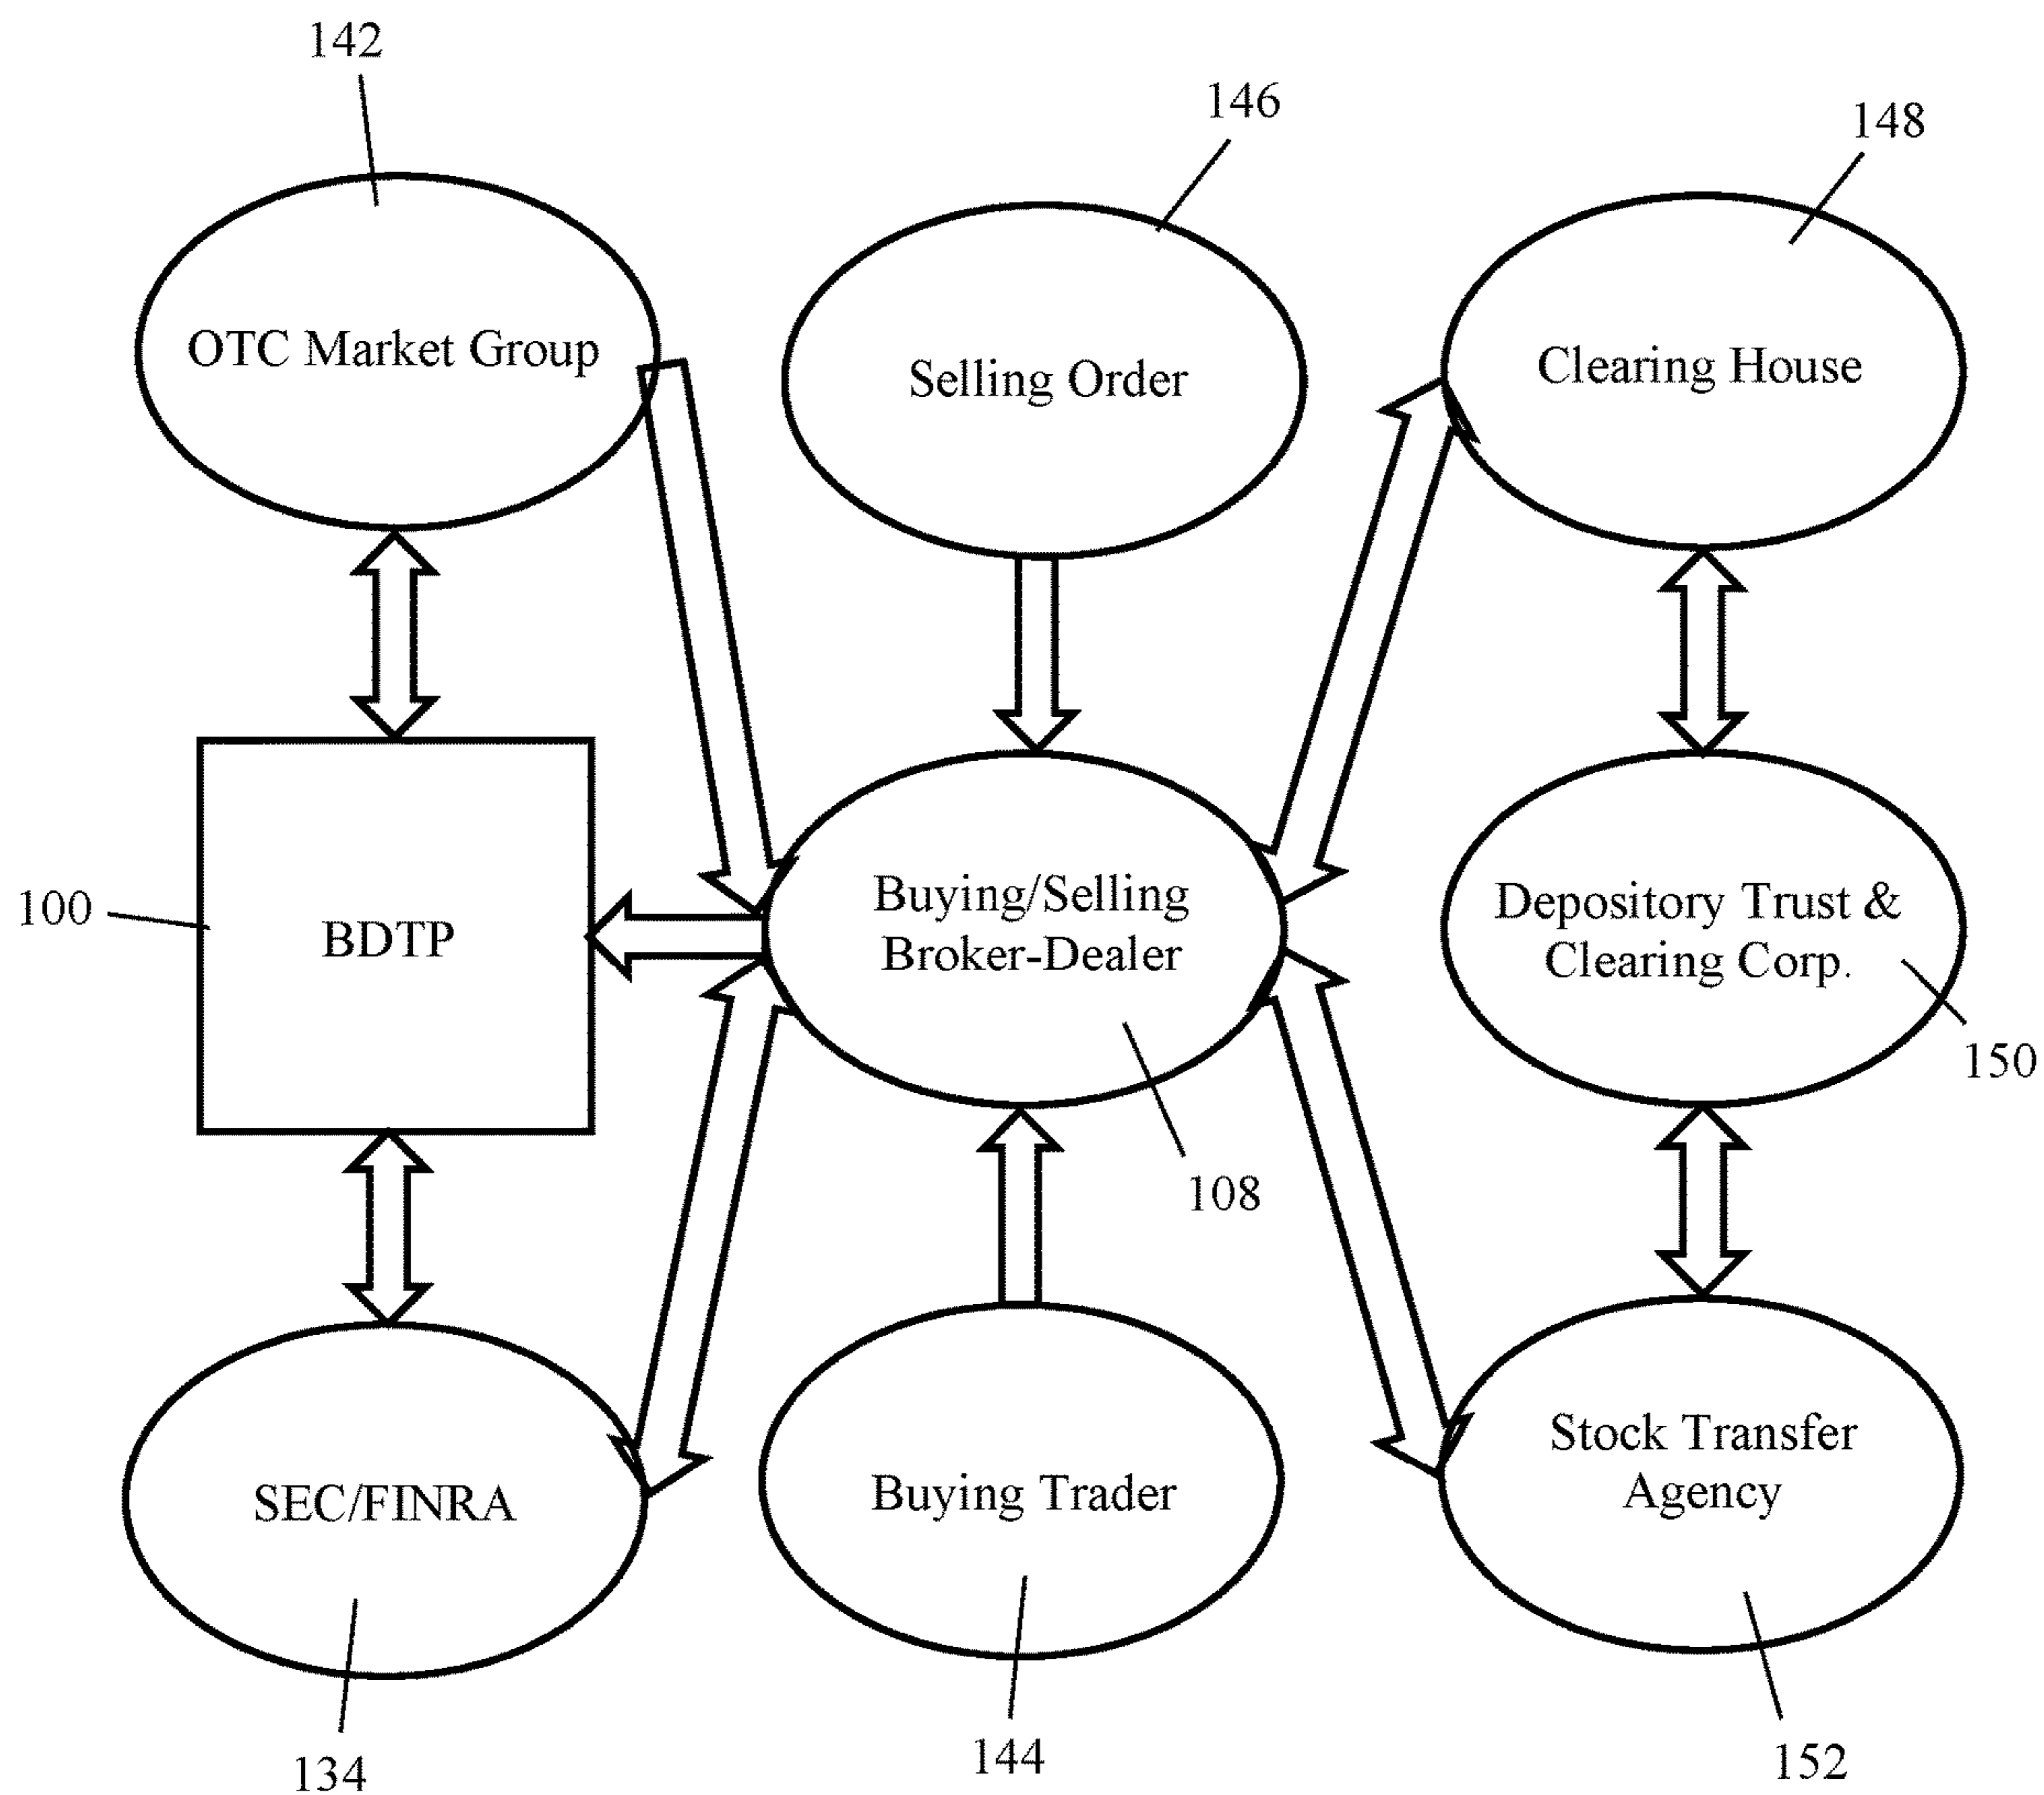 142
146
148
OTC Market Group
Selling Order
Clearing House
100
BDTP
Buying/Selling
Broker-Dealer
Depository Trust &
Clearing Corp.
150
108
SEC/FINRA
Buying Trader
Stock Transfer
Agency
134
144
152